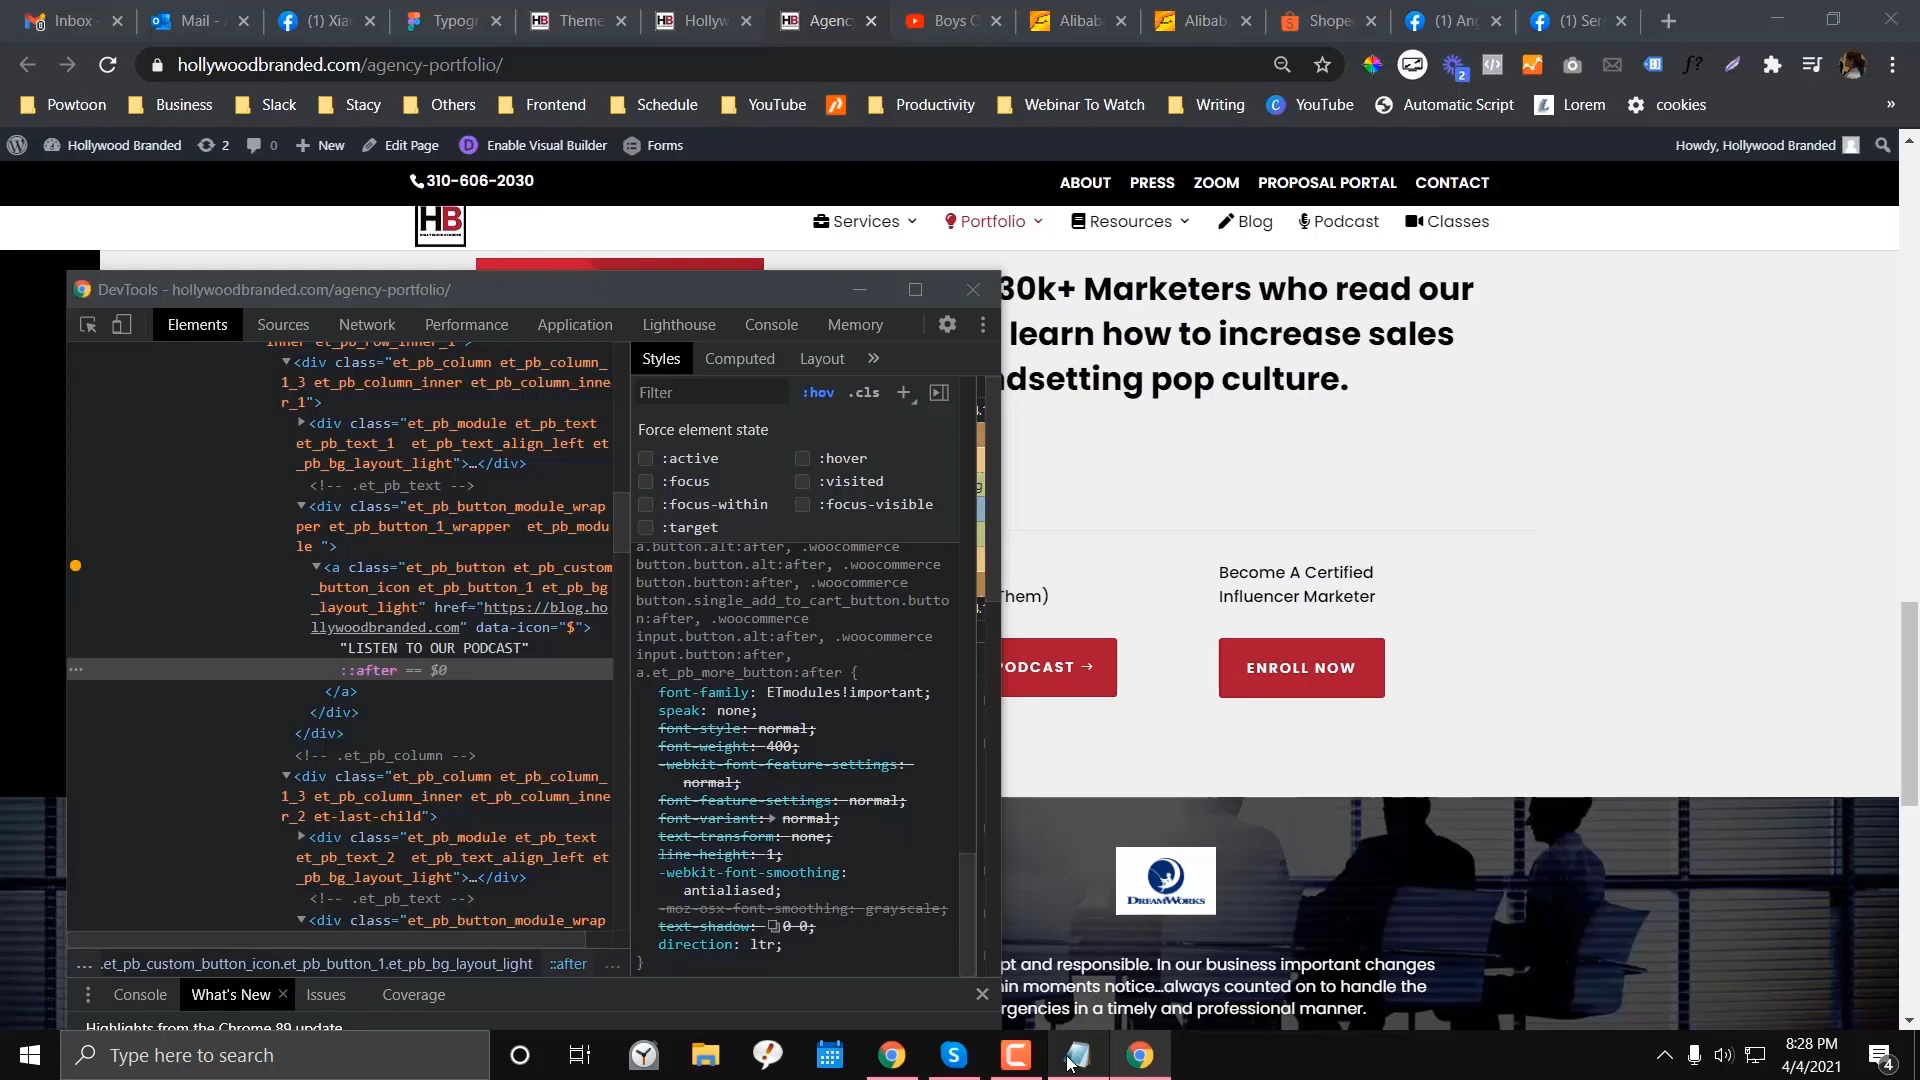 Inbox
Mail -
(1) Xia
Typogr
Theme
Hollyw
Agency
Boys C
Alibab
Alibab
Shope
(1) An
(1) Ser
hollywoodbranded.com/agency-portfolio/
2
f?
Powtoon Business Slack Stacy Others Frontend Schedule YouTube Productivity Webinar To Watch Writing YouTube Automatic Script Lorem cookies »
Hollywood Branded 2 0 New Edit Page Enable Visual Builder Forms Howdy, Hollywood Branded
310-606-2030 ABOUT PRESS ZOOM PROPOSAL PORTAL CONTACT
HB Services Portfolio Resources Blog Podcast Classes
30k+ Marketers who read our
learn how to increase sales
ndsetting pop culture.
DevTools - hollywoodbranded.com/agency-portfolio/
Elements Sources Network Performance Application Lighthouse Console Memory
inner et_pb_row_inner_1">
<div class="et_pb_column et_pb_column_
1_3 et_pb_column_inner et_pb_column_inne
r_1">
<div class="et_pb_module et_pb_text
et_pb_text_1 et_pb_text_align_left et
_pb_bg_layout_light">…</div>
<!-- .et_pb_text -->
<div class="et_pb_button_module_wrap
per et_pb_button_1_wrapper et_pb_modu
le ">
<a class="et_pb_button et_pb_custom
_button_icon et_pb_button_1 et_pb_bg
_layout_light" href="https://blog.ho
llywoodbranded.com" data-icon="$">
"LISTEN TO OUR PODCAST"
::after == $0
</a>
</div>
</div>
<!-- .et_pb_column -->
<div class="et_pb_column et_pb_column_
1_3 et_pb_column_inner et_pb_column_inne
r_2 et-last-child">
<div class="et_pb_module et_pb_text
et_pb_text_2 et_pb_text_align_left et
_pb_bg_layout_light">…</div>
<!-- .et_pb_text -->
<div class="et_pb_button_module_wrap
... .et_pb_custom_button_icon.et_pb_button_1.et_pb_bg_layout_light ::after ...
Styles Computed Layout »
Filter :hov .cls +
Force element state
:active :hover
:focus :visited
:focus-within :focus-visible
:target
a.button.alt:after, .woocommerce
button.button.alt:after, .woocommerce
button.button:after, .woocommerce
button.single_add_to_cart_button.butto
n:after, .woocommerce
input.button.alt:after, .woocommerce
input.button:after,
a.et_pb_more_button:after {
font-family: ETmodules!important;
speak: none;
font-style: normal;
font-weight: 400;
-webkit-font-feature-settings:
normal;
font-feature-settings: normal;
font-variant: normal;
text-transform: none;
line-height: 1;
-webkit-font-smoothing:
antialiased;
-moz-osx-font-smoothing: grayscale;
text-shadow: 0 0;
direction: ltr;
}
Console What's New Issues Coverage
Highlights from the Chrome 89 update
Them)
Become A Certified
Influencer Marketer
PODCAST →
ENROLL NOW
DREAMWORKS
pt and responsible. In our business important changes
in moments notice…always counted on to handle the
rgencies in a timely and professional manner.
Type here to search
8:28 PM
4/4/2021
4